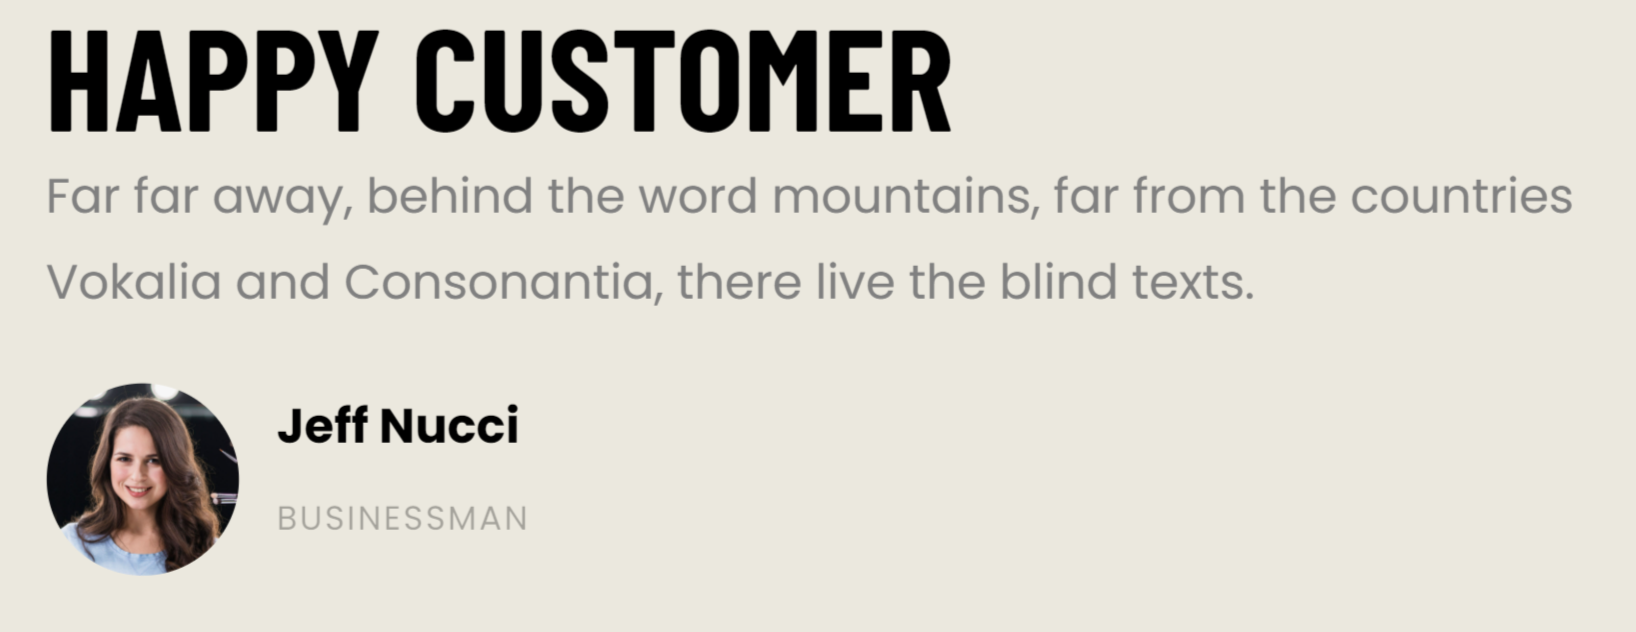 HAPPY CUSTOMER
Far far away, behind the word mountains, far from the countries
Vokalia and Consonantia, there live the blind texts.
Jeff Nucci
BUSINESSMAN